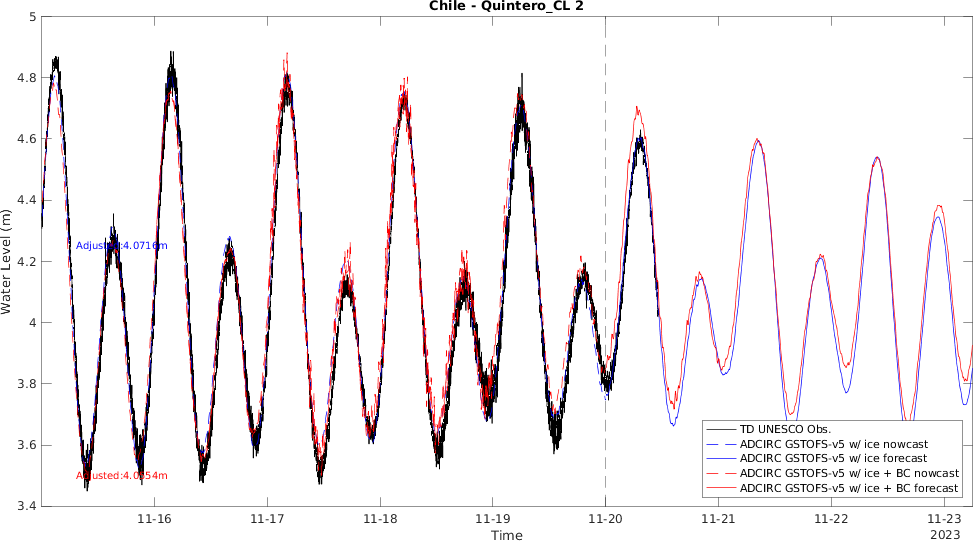 Chile - Quintero_CL 2
5
4.8
4.6
4.4
4.2
4
3.8
3.6
3.4
Water Level (m)
Adjusted:4.0716m
TD UNESCO Obs.
ADCIRC GSTOFS-v5 w/ ice nowcast
ADCIRC GSTOFS-v5 w/ ice forecast
ADCIRC GSTOFS-v5 w/ ice + BC nowcast
ADCIRC GSTOFS-v5 w/ ice + BC forecast
11-16 11-17 11-18 11-19 11-20 11-21 11-22 11-23
Time
2023